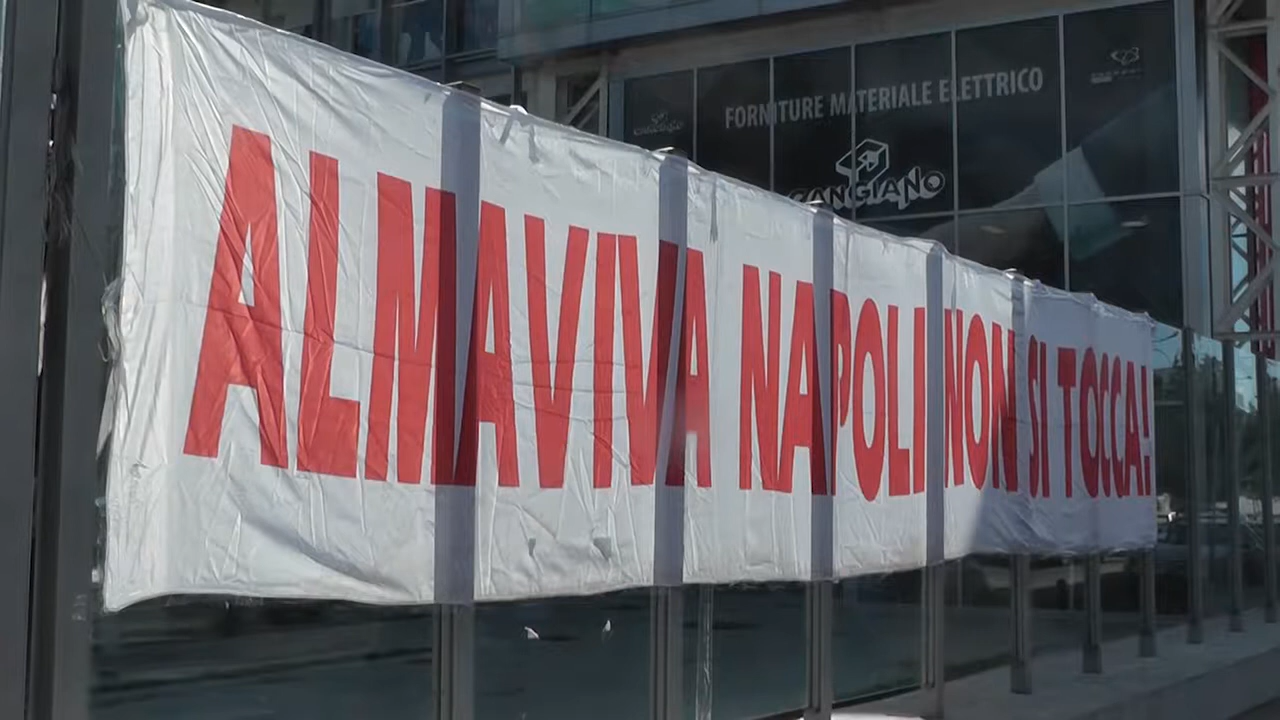 FORNITURE MATERIALE ELETTRICO
CANGIANO
ALMAVIVA NAPOLI NON SI TOCCA!